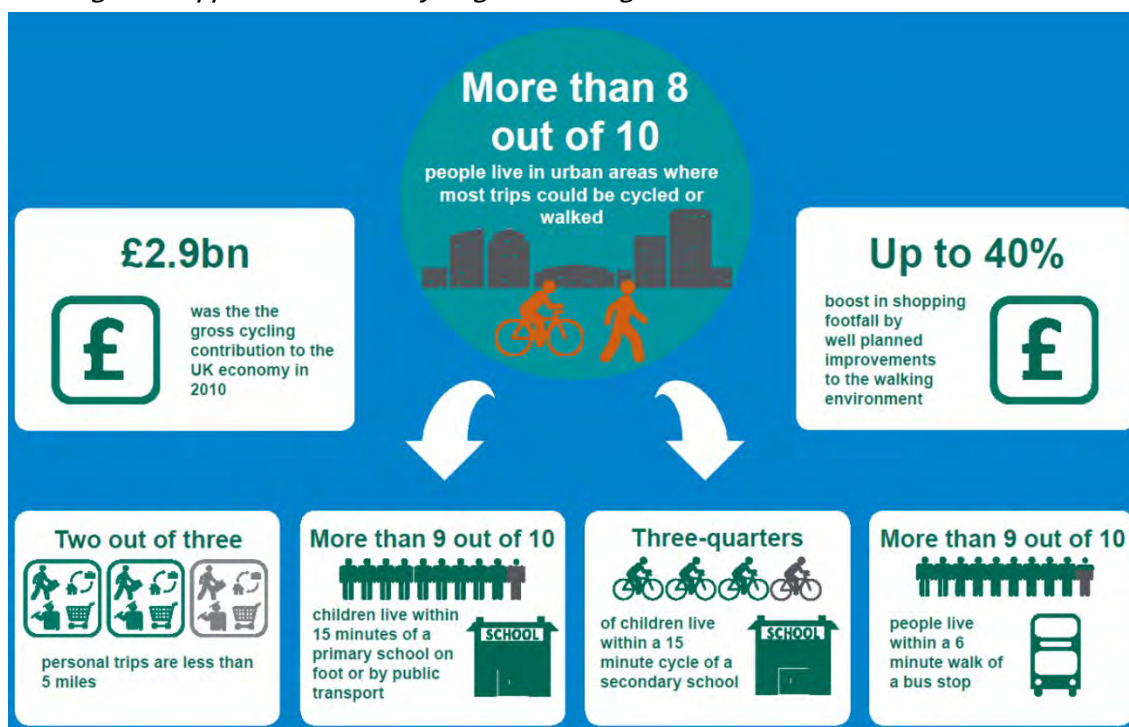 More than 8
out of 10
people live in urban areas where
most trips could be cycled or
walked
£2.9bn
£
was the the
gross cycling
contribution to the
UK economy in
2010
Up to 40%
boost in shopping
footfall by
well planned
improvements
to the walking
environment
£
Two out of three
personal trips are less than
5 miles
More than 9 out of 10
children live within
15 minutes of a
primary school on
foot or by public
transport
SCHOOL
Three-quarters
of children live
within a 15
minute cycle of a
secondary school
SCHOOL
More than 9 out of 10
people live
within a 6
minute walk of
a bus stop